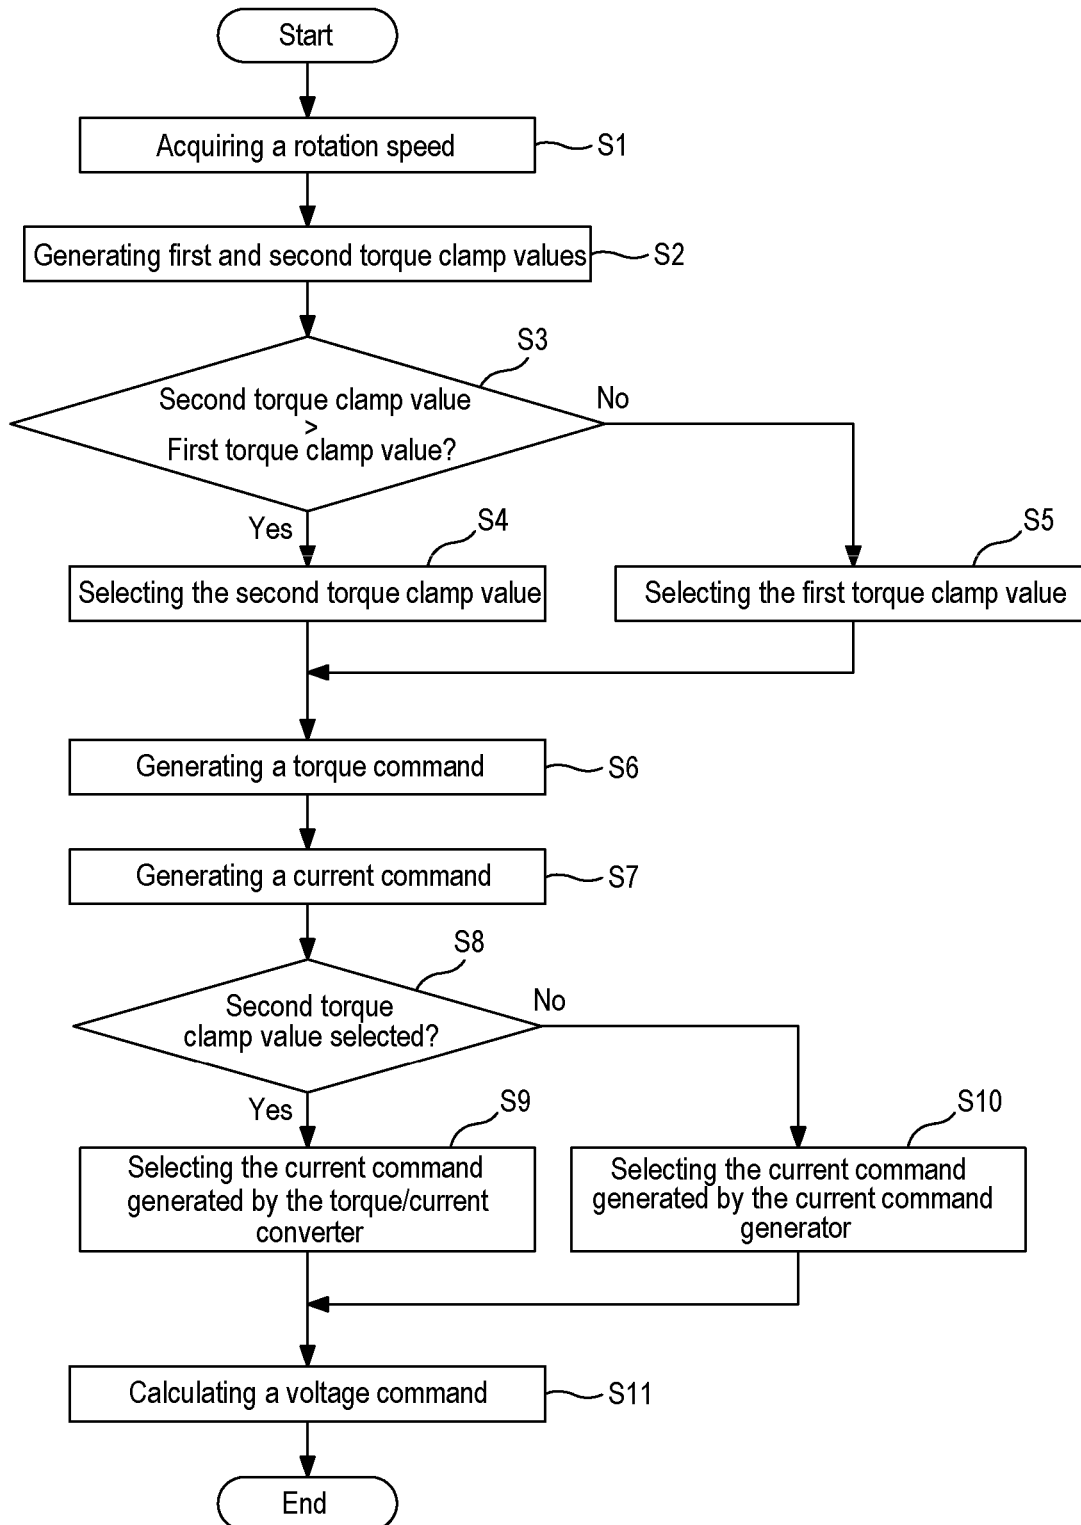 Start
Acquiring a rotation speed
S1
Generating first and second torque clamp values
S2
S3
Second torque clamp value
>
First torque clamp value?
No
Yes
S4
S5
Selecting the second torque clamp value
Selecting the first torque clamp value
Generating a torque command
S6
Generating a current command
S7
S8
Second torque
clamp value selected?
No
Yes
S9
S10
Selecting the current command
generated by the torque/current
converter
Selecting the current command
generated by the current command
generator
Calculating a voltage command
S11
End